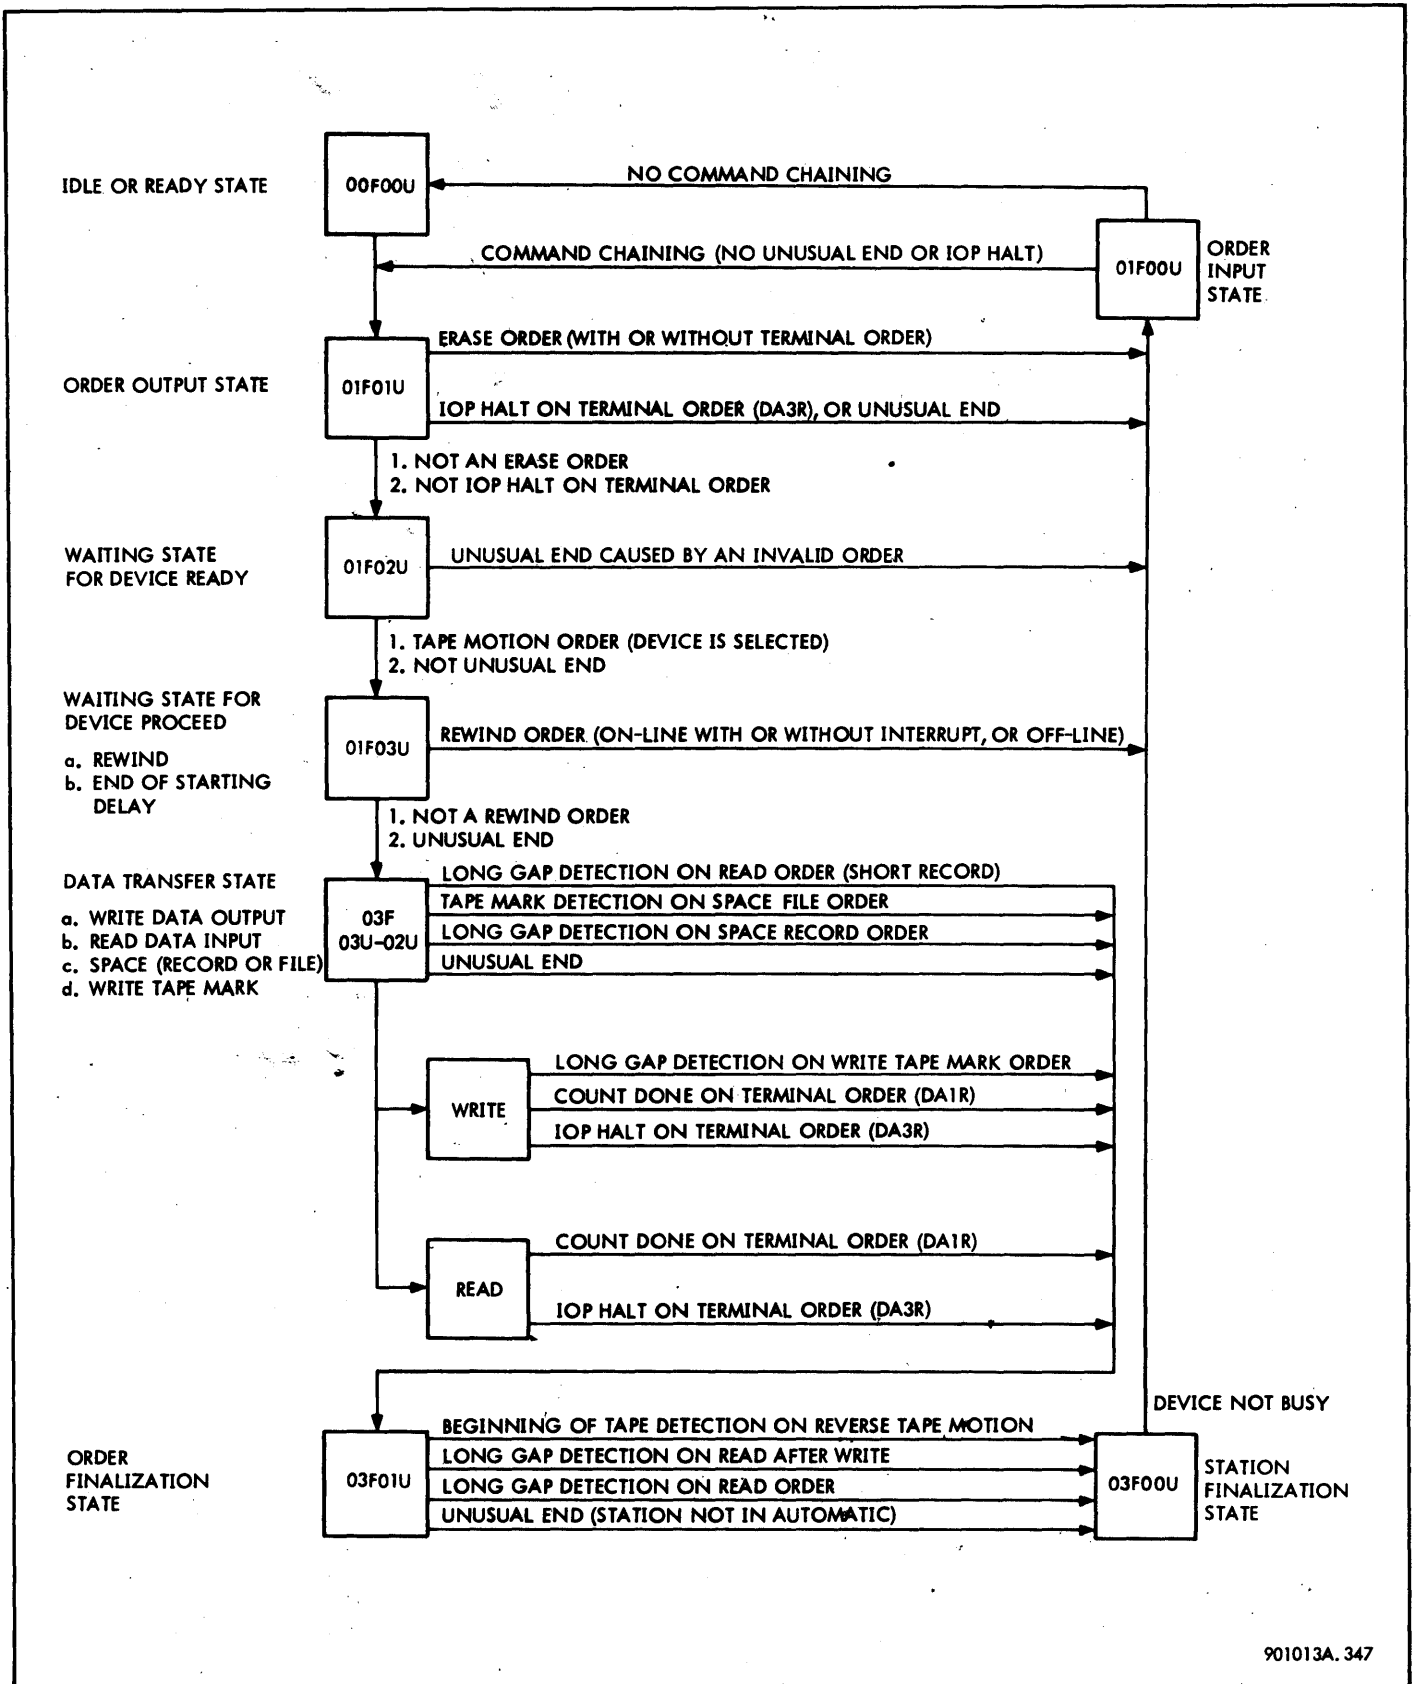 NO COMMAND CHAINING
IDLE OR READY STATE
00F00U
COMMAND CHAINING (NO UNUSUAL END OR IOP HALT)
01F00U
ORDER
INPUT
STATE
ERASE ORDER (WITH OR WITHOUT TERMINAL ORDER)
ORDER OUTPUT STATE
01F01U
IOP HALT ON TERMINAL ORDER (DA3R), OR UNUSUAL END
1. NOT AN ERASE ORDER
2. NOT IOP HALT ON TERMINAL ORDER
WAITING STATE
FOR DEVICE READY
01F02U
UNUSUAL END CAUSED BY AN INVALID ORDER
1. TAPE MOTION ORDER (DEVICE IS SELECTED)
2. NOT UNUSUAL END
WAITING STATE FOR
DEVICE PROCEED
a. REWIND
b. END OF STARTING
DELAY
01F03U
REWIND ORDER (ON-LINE WITH OR WITHOUT INTERRUPT, OR OFF-LINE)
1. NOT A REWIND ORDER
2. UNUSUAL END
DATA TRANSFER STATE
a. WRITE DATA OUTPUT
b. READ DATA INPUT
c. SPACE (RECORD OR FILE)
d. WRITE TAPE MARK
03F
03U-02U
LONG GAP DETECTION ON READ ORDER (SHORT RECORD)
TAPE MARK DETECTION ON SPACE FILE ORDER
LONG GAP DETECTION ON SPACE RECORD ORDER
UNUSUAL END
WRITE
LONG GAP DETECTION ON WRITE TAPE MARK ORDER
COUNT DONE ON TERMINAL ORDER (DA1R)
IOP HALT ON TERMINAL ORDER (DA3R)
READ
COUNT DONE ON TERMINAL ORDER (DA1R)
IOP HALT ON TERMINAL ORDER (DA3R)
DEVICE NOT BUSY
ORDER
FINALIZATION
STATE
03F01U
BEGINNING OF TAPE DETECTION ON REVERSE TAPE MOTION
LONG GAP DETECTION ON READ AFTER WRITE
LONG GAP DETECTION ON READ ORDER
UNUSUAL END (STATION NOT IN AUTOMATIC)
03F00U
STATION
FINALIZATION
STATE
901013A. 347